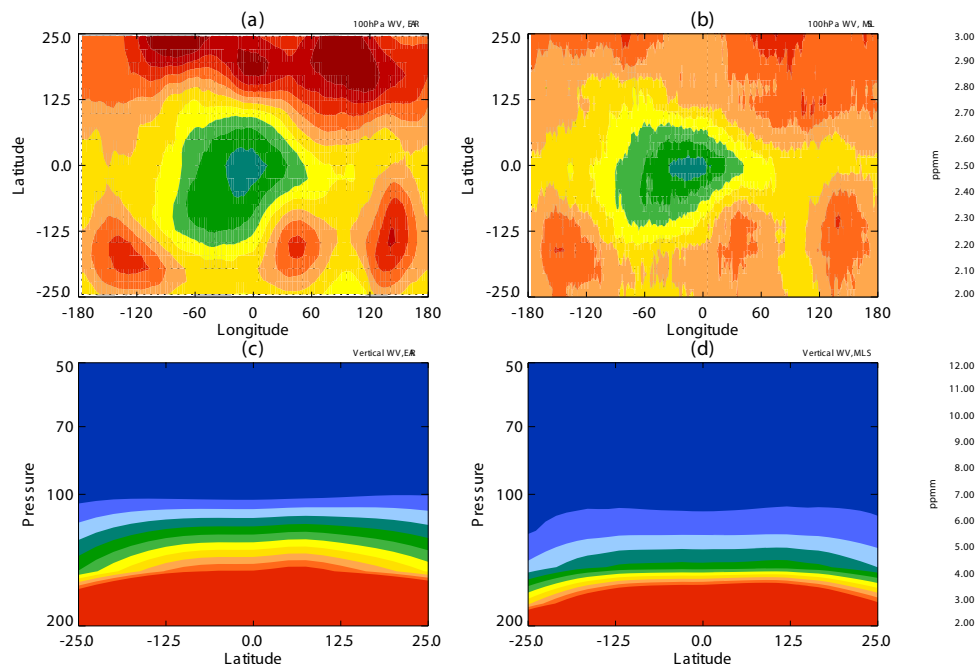 (a)
100hPa WV, EAR
(b)
100hPa WV, MLS
25.0
12.5
0.0
-12.5
-25.0
Latitude
-180 -120 -60 0 60 120 180
Longitude
25.0
12.5
0.0
-12.5
-25.0
Latitude
-180 -120 -60 0 60 120 180
Longitude
3.00
2.90
2.80
2.70
2.60
2.50
2.40
2.30
2.20
2.10
2.00
ppmm
(c)
Vertical WV, EAR
(d)
Vertical WV, MLS
50
70
100
200
Pressure
-25.0 -12.5 0.0 12.5 25.0
Latitude
50
70
100
200
Pressure
-25.0 -12.5 0.0 12.5 25.0
Latitude
12.00
11.00
10.00
9.00
8.00
7.00
6.00
5.00
4.00
3.00
2.00
ppmm